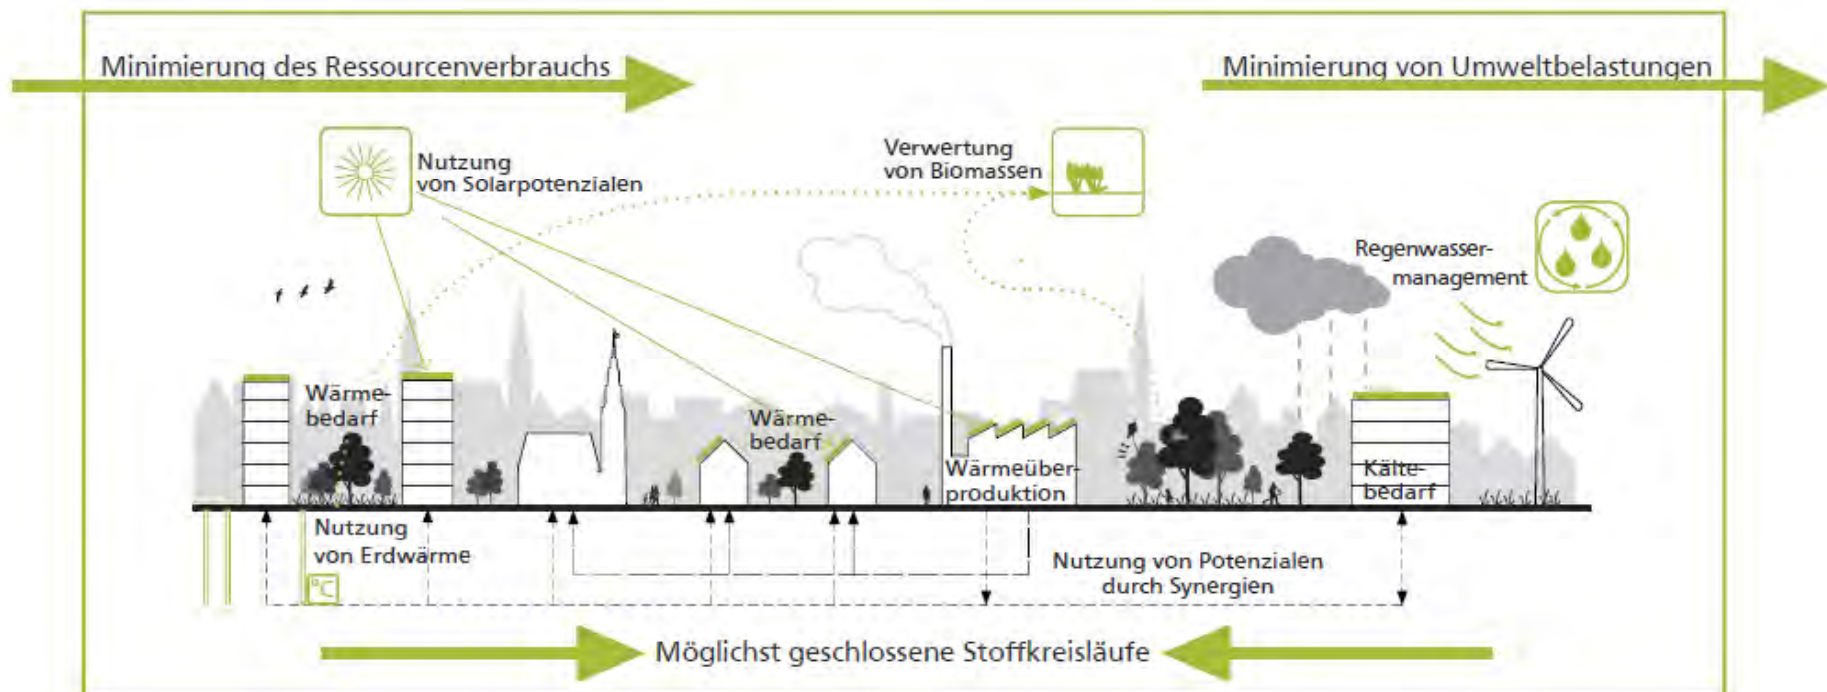 Minimierung des Ressourcenverbrauchs
Minimierung von Umweltbelastungen
Nutzung
von Solarpotenzialen
Verwertung
von Biomassen
Regenwasser-
management
Wärme-
bedarf
Wärme-
bedarf
Wärmeüber-
produktion
Kälte-
bedarf
Nutzung
von Erdwärme
°C
Nutzung von Potenzialen
durch Synergien
Möglichst geschlossene Stoffkreisläufe